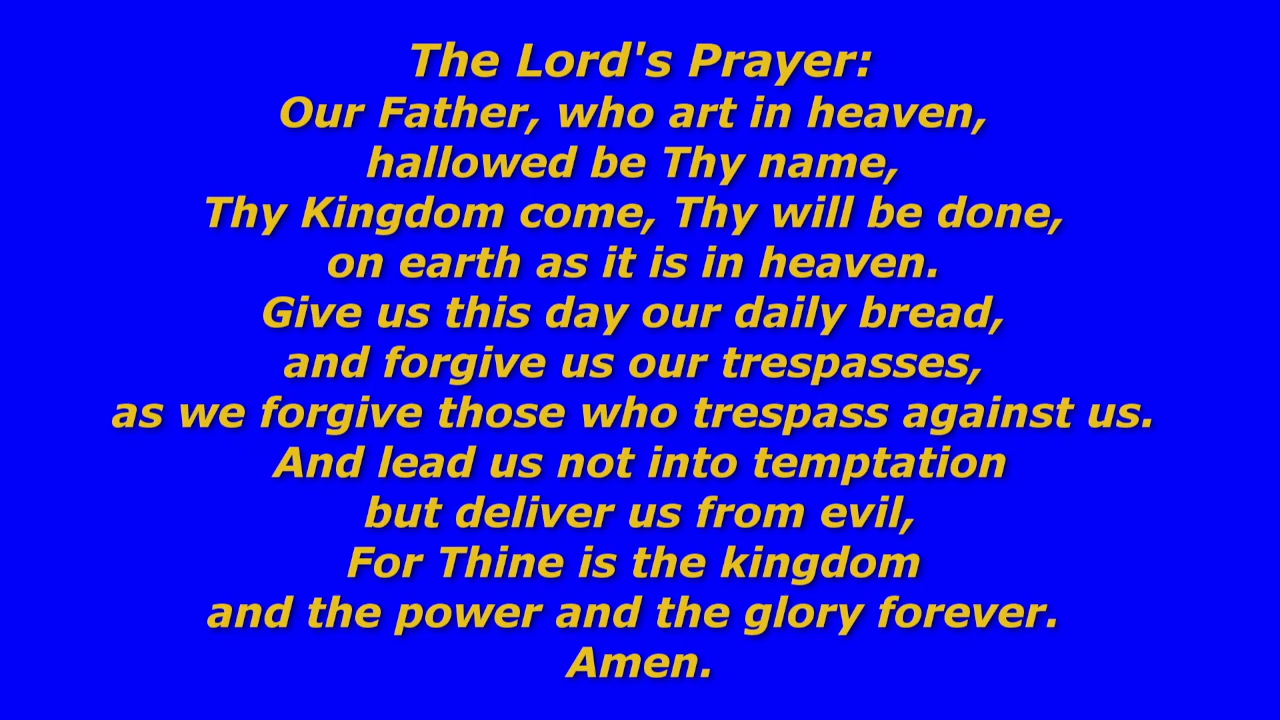 The Lord's Prayer:
Our Father, who art in heaven,
hallowed be Thy name,
Thy Kingdom come, Thy will be done,
on earth as it is in heaven.
Give us this day our daily bread,
and forgive us our trespasses,
as we forgive those who trespass against us.
And lead us not into temptation
but deliver us from evil,
For Thine is the kingdom
and the power and the glory forever.
Amen.